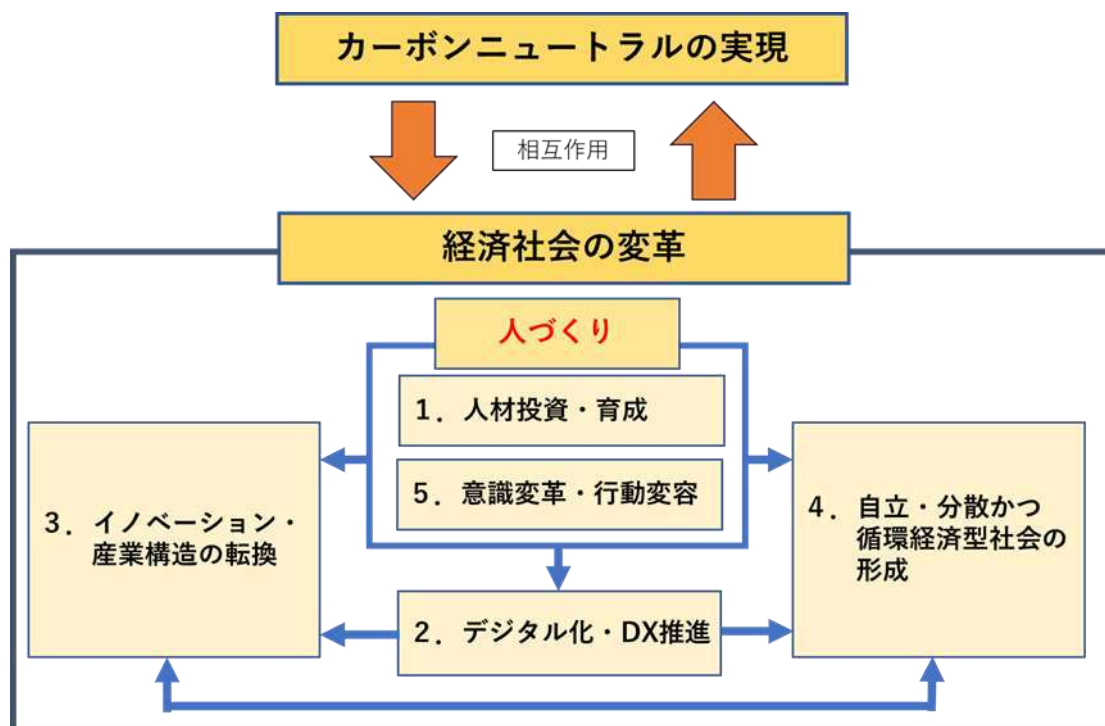 カーボンニュートラルの実現
相互作用
経済社会の変革
人づくり
1．人材投資・育成
5．意識変革・行動変容
3．イノベーション・
産業構造の転換
4．自立・分散かつ
循環経済型社会の
形成
2．デジタル化・DX推進